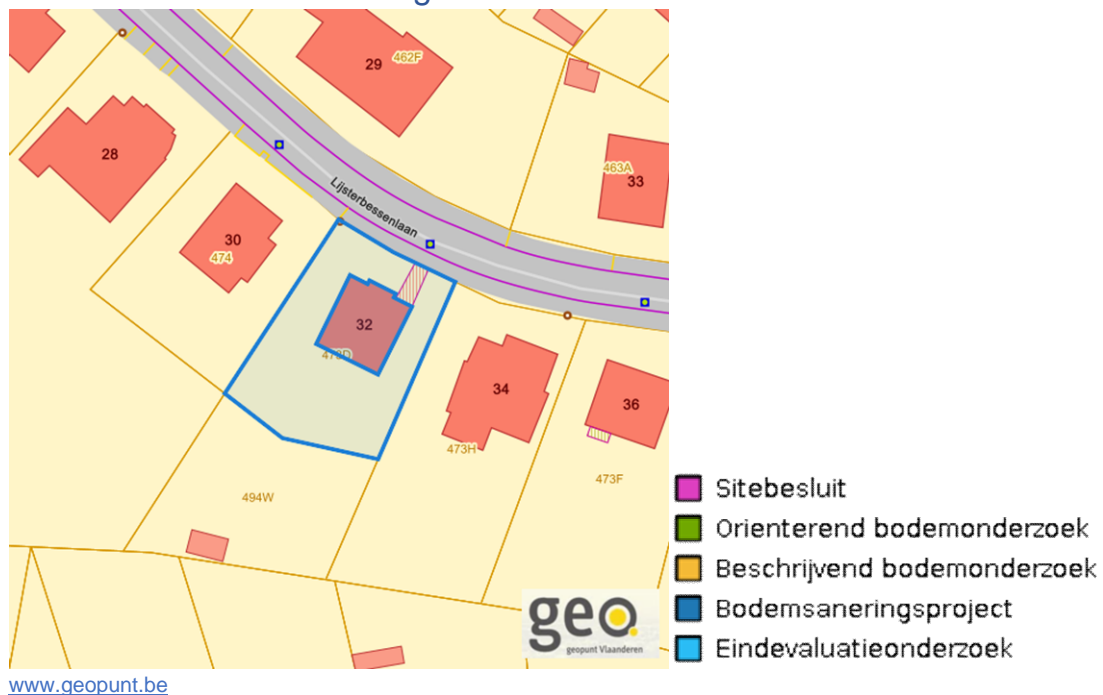 29
462F
28
33
463A
Lijsterbessenlaan
30
474
32
34
36
473H
473F
494W
geo
geopunt Vlaanderen
Sitebesluit
Orienterend bodemonderzoek
Beschrijvend bodemonderzoek
Bodemsaneringsproject
Eindevaluatieonderzoek
www.geopunt.be